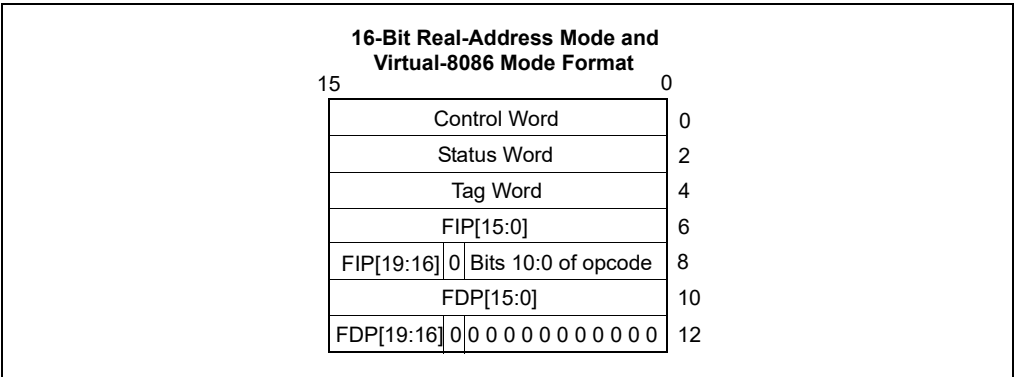 16-Bit Real-Address Mode and
Virtual-8086 Mode Format
15 0
Control Word 0
Status Word 2
Tag Word 4
FIP[15:0] 6
FIP[19:16] 0 Bits 10:0 of opcode 8
FDP[15:0] 10
FDP[19:16] 0 0 0 0 0 0 0 0 0 0 0 0 12